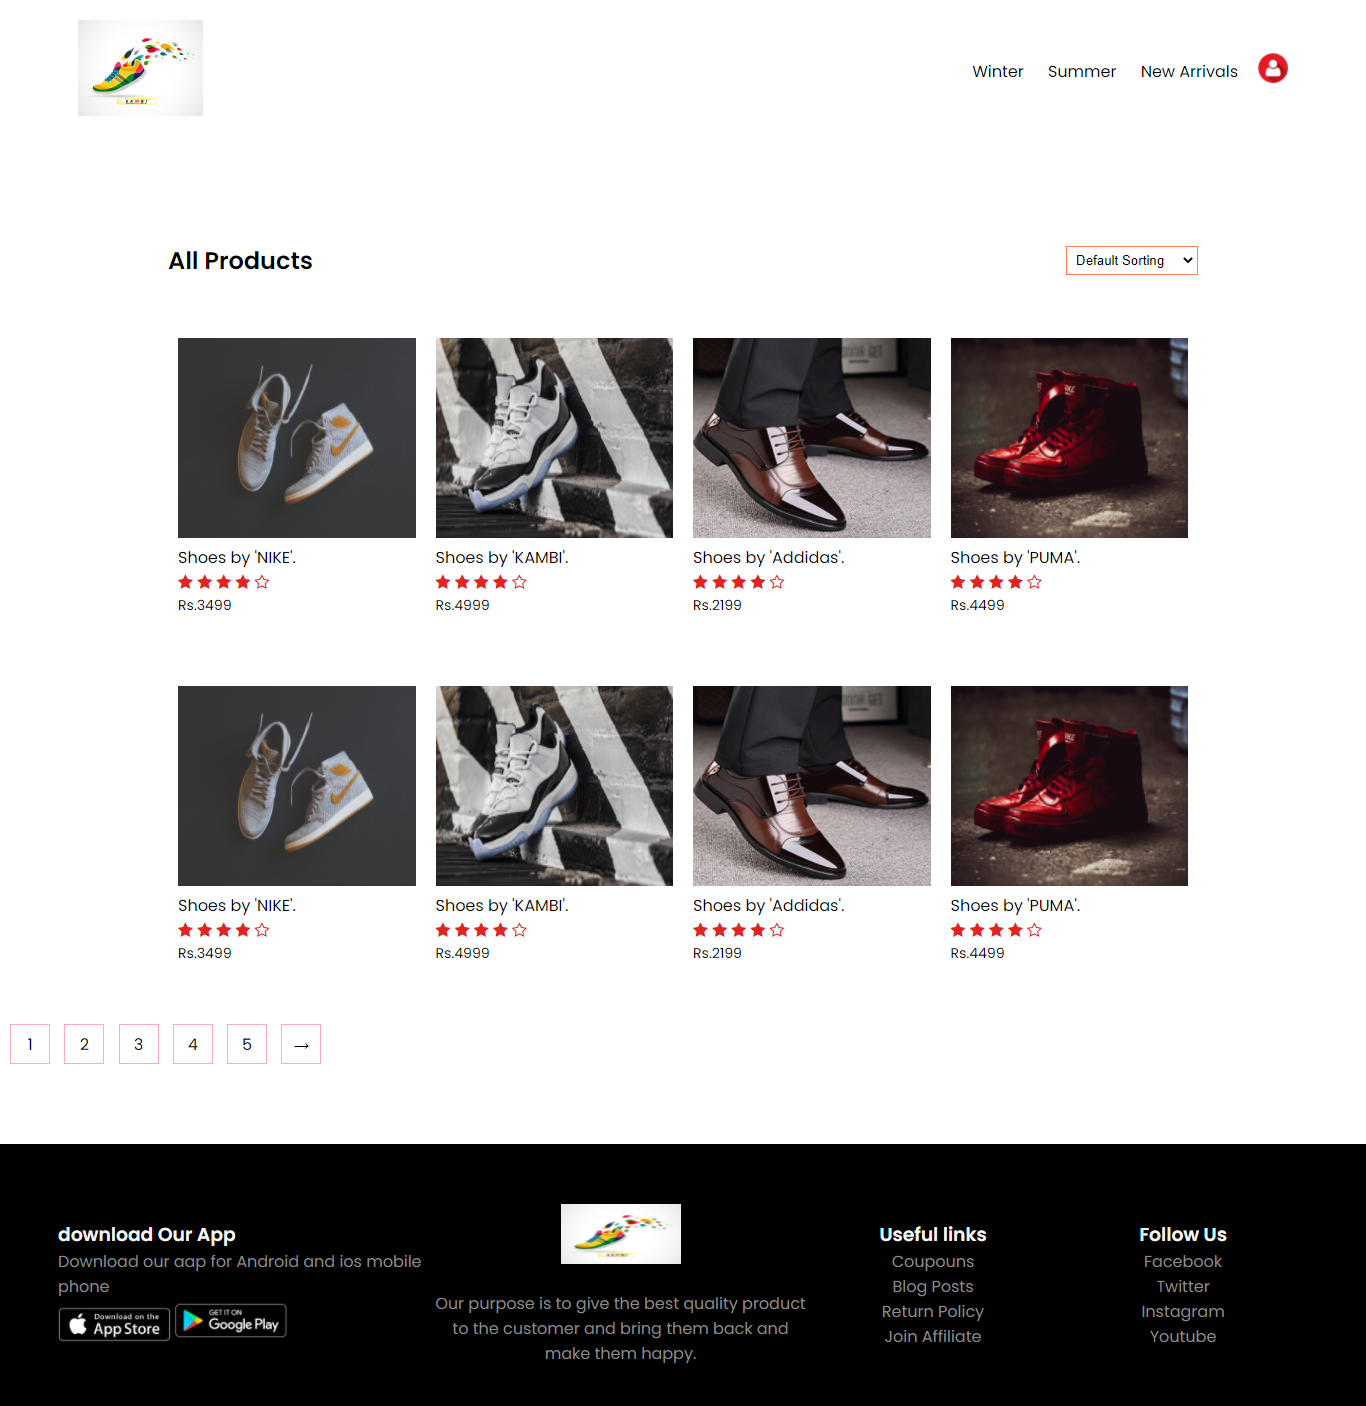 KAMBI
Winter Summer New Arrivals
All Products
Default Sorting
Shoes by 'NIKE'. Shoes by 'KAMBI'. Shoes by 'Addidas'. Shoes by 'PUMA'.
Rs.3499 Rs.4999 Rs.2199 Rs.4499
Shoes by 'NIKE'. Shoes by 'KAMBI'. Shoes by 'Addidas'. Shoes by 'PUMA'.
Rs.3499 Rs.4999 Rs.2199 Rs.4499
1 2 3 4 5 →
download Our App
Download our aap for Android and ios mobile
phone
Download on the
App Store
GET IT ON
Google Play
KAMBI
Our purpose is to give the best quality product
to the customer and bring them back and
make them happy.
Useful links
Coupouns
Blog Posts
Return Policy
Join Affiliate
Follow Us
Facebook
Twitter
Instagram
Youtube